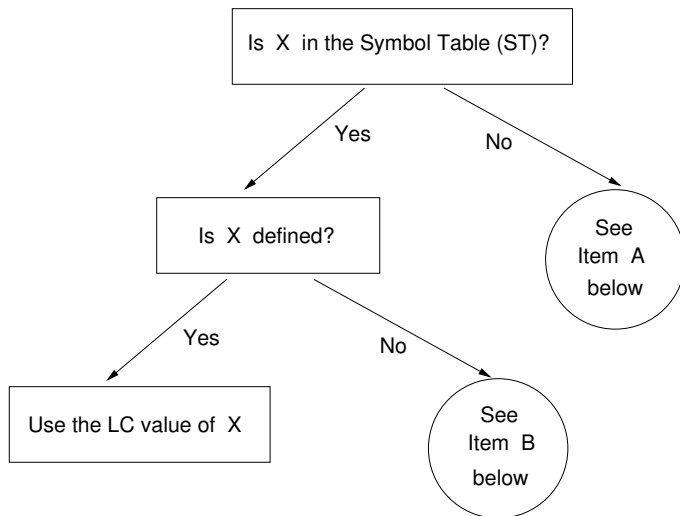 Is X in the Symbol Table (ST)?
Yes
No
Is X defined?
See
Item A
below
Yes
No
Use the LC value of X
See
Item B
below